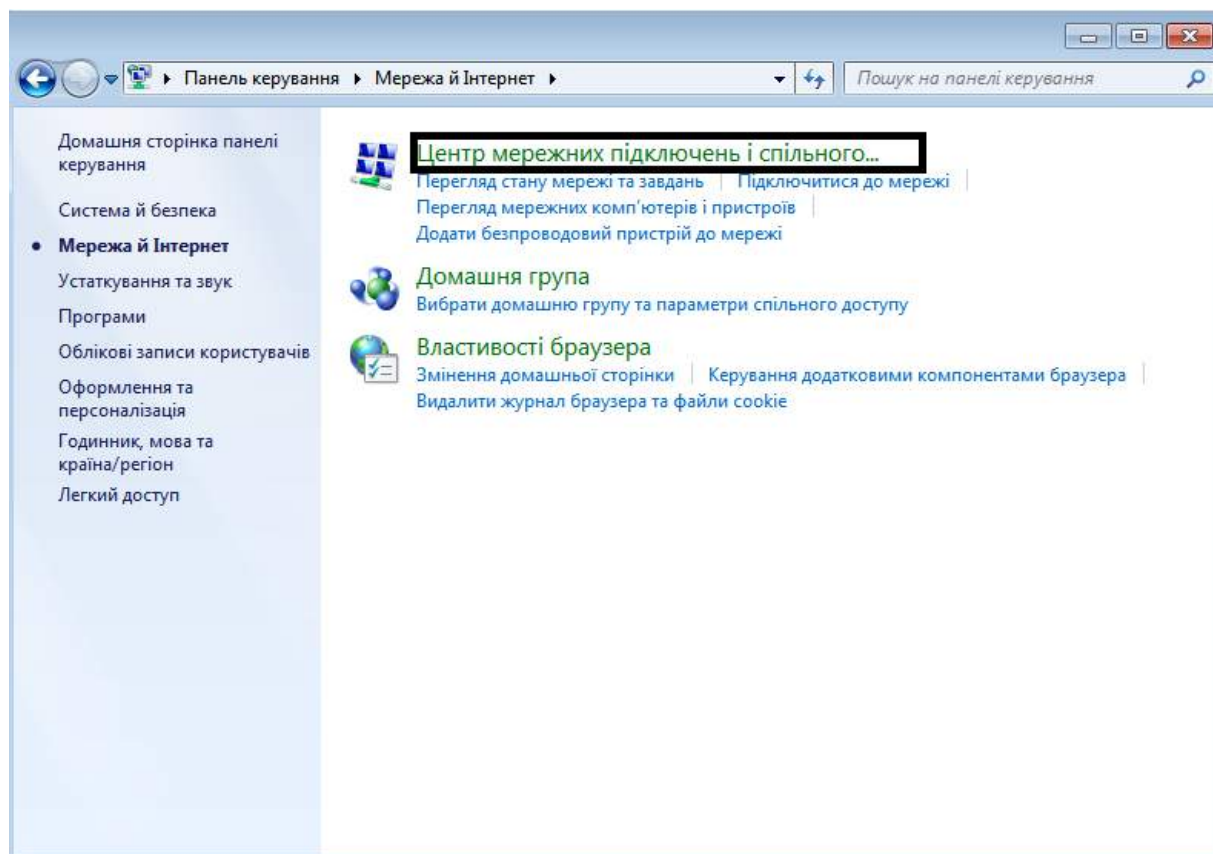 Панель керування Мережа й Інтернет
Пошук на панелі керування
Домашня сторінка панелі
керування
Система й безпека
Мережа й Інтернет
Устаткування та звук
Програми
Облікові записи користувачів
Оформлення та
персоналізація
Годинник, мова та
країна/регіон
Легкий доступ
Центр мережних підключень і спільного...
Перегляд стану мережі та завдань Підключитися до мережі
Перегляд мережних комп'ютерів і пристроїв
Додати безпроводовий пристрій до мережі
Домашня група
Вибрати домашню групу та параметри спільного доступу
Властивості браузера
Змінення домашньої сторінки Керування додатковими компонентами браузера
Видалити журнал браузера та файли cookie